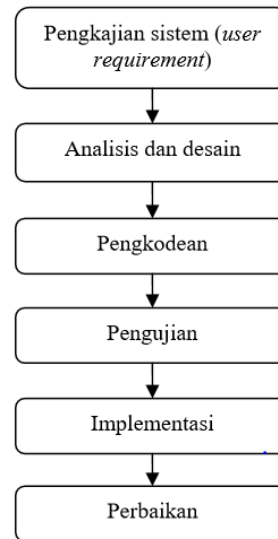 Pengkajian sistem (user
requirement)
Analisis dan desain
Pengkodean
Pengujian
Implementasi
Perbaikan